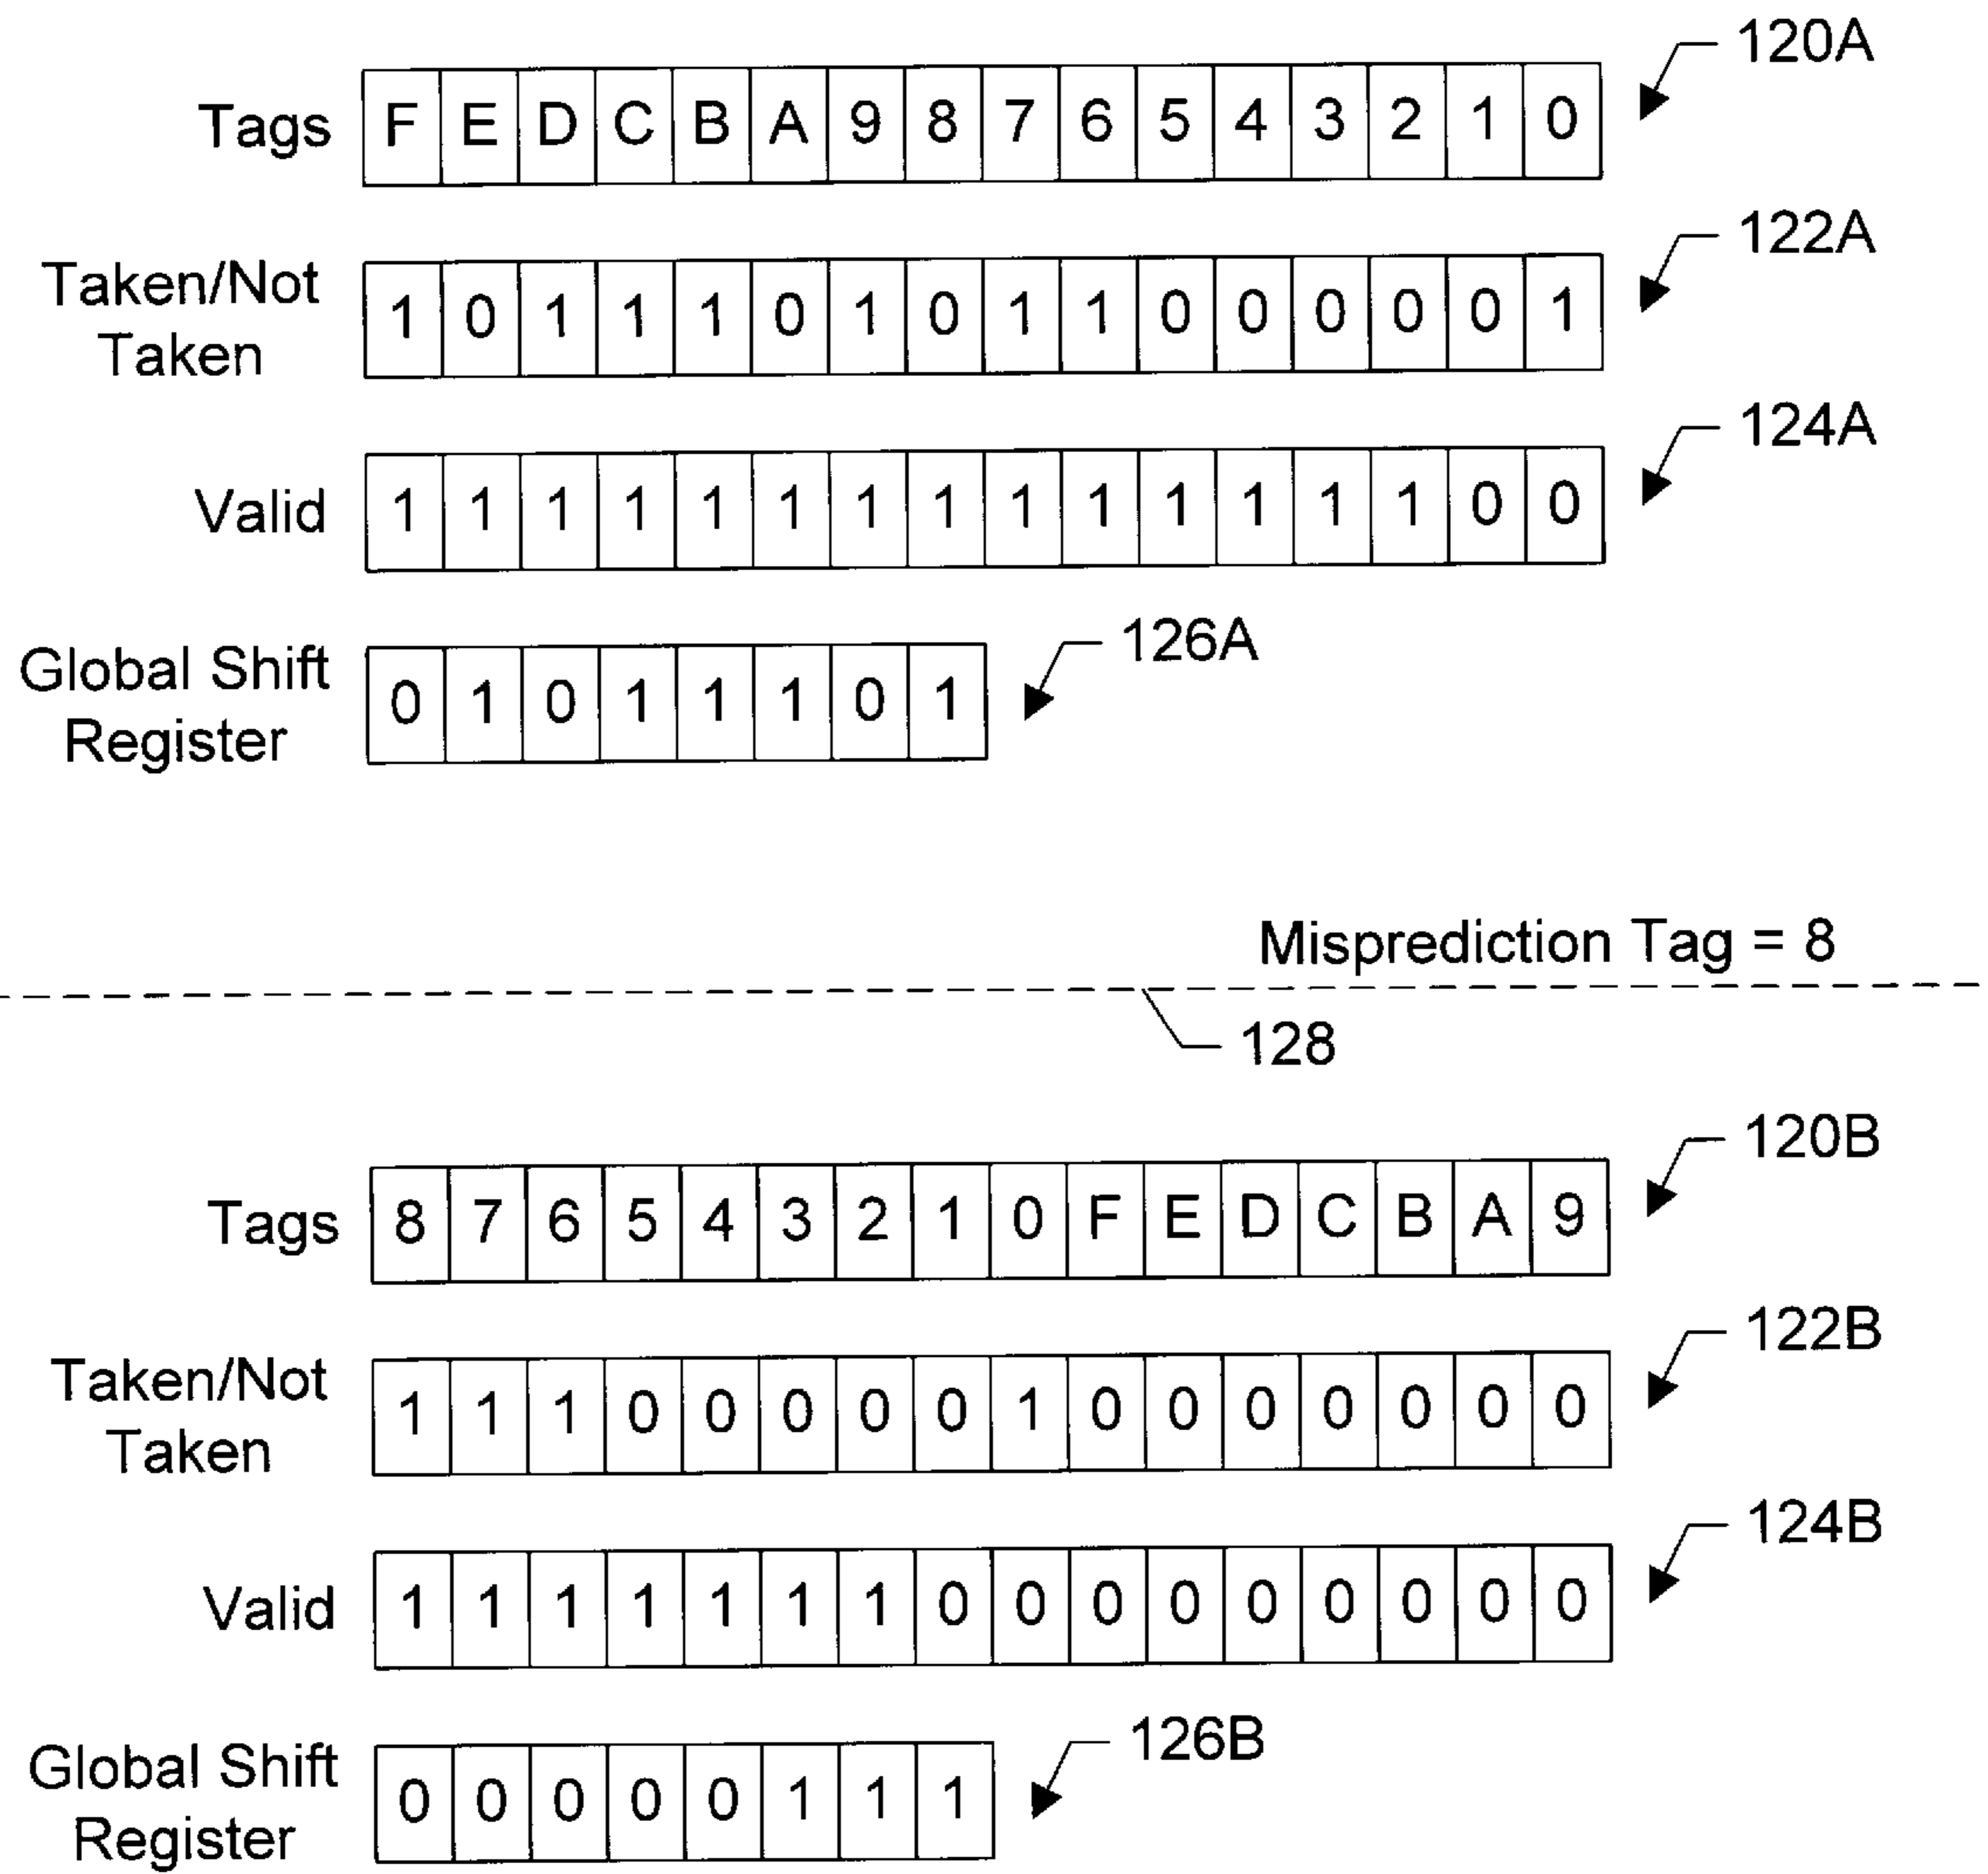 120A
Tags F E D C B A 9 8 7 6 5 4 3 2 1 0
122A
Taken/Not
Taken
1 0 1 1 1 0 1 0 1 1 0 0 0 0 0 1
124A
Valid 1 1 1 1 1 1 1 1 1 1 1 1 1 1 0 0
126A
Global Shift
Register
0 1 0 1 1 1 0 1
Misprediction Tag = 8
128
120B
Tags 8 7 6 5 4 3 2 1 0 F E D C B A 9
122B
Taken/Not
Taken
1 1 1 0 0 0 0 0 1 0 0 0 0 0 0 0
124B
Valid 1 1 1 1 1 1 1 0 0 0 0 0 0 0 0 0
126B
Global Shift
Register
0 0 0 0 0 1 1 1